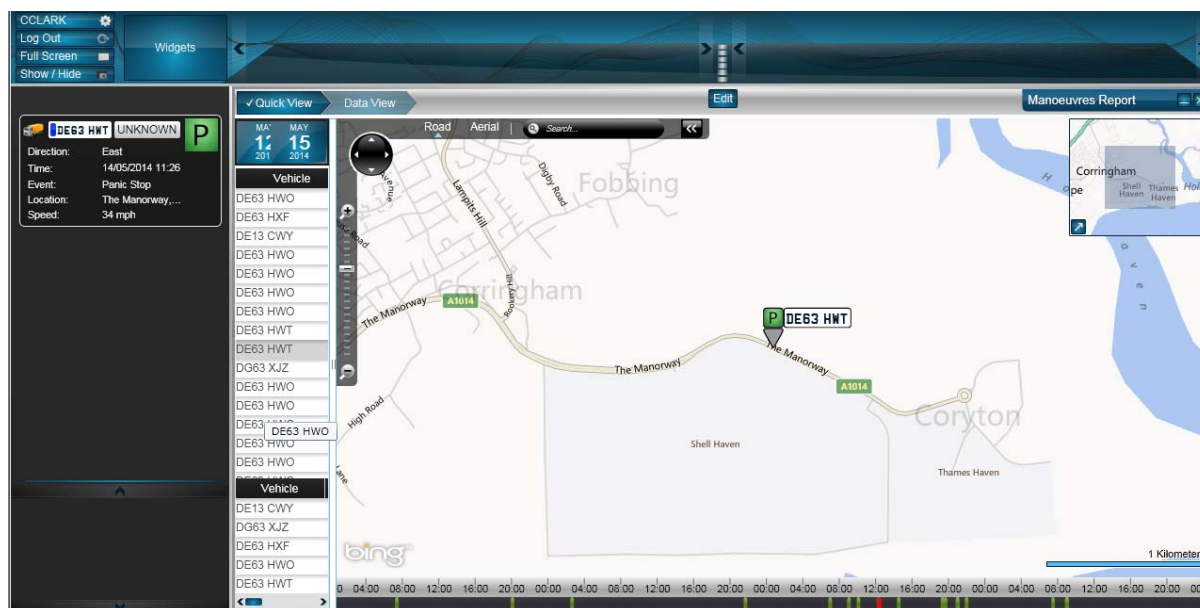 CCLARK
Log Out
Full Screen
Show / Hide
Widgets
DE63 HWT UNKNOWN P
Direction: East
Time: 14/05/2014 11:26
Event: Panic Stop
Location: The Manorway,...
Speed: 34 mph
✓Quick View Data View Edit Manoeuvres Report
MAY 15 2014
Road Aerial | Search...
Vehicle
DE63 HWO
DE63 HXF
DE13 CWY
DE63 HWO
DE63 HWO
DE63 HWO
DE63 HWO
DE63 HWT
DE63 HWT
DG63 XJZ
DE63 HWO
DE63 HWO
DE63 HWO
DE63 HWO
DE63 HWO
Vehicle
DE13 CWY
DG63 XJZ
DE63 HXF
DE63 HWO
DE63 HWT
Fobbing
Digby Road
Lampits Hill
Rookery Hill
Corringham
The Manorway
A1014
The Manorway
P DE63 HWT
The Manorway
A1014
Coryton
High Road
Lane
Shell Haven
Thames Haven
Corringham
Shell Haven
Thames Haven
bing
1 Kilometer
04:00 08:00 12:00 16:00 20:00 00:00 04:00 08:00 12:00 16:00 20:00 00:00 04:00 08:00 12:00 16:00 20:00 00:00 04:00 08:00 12:00 16:00 20:00